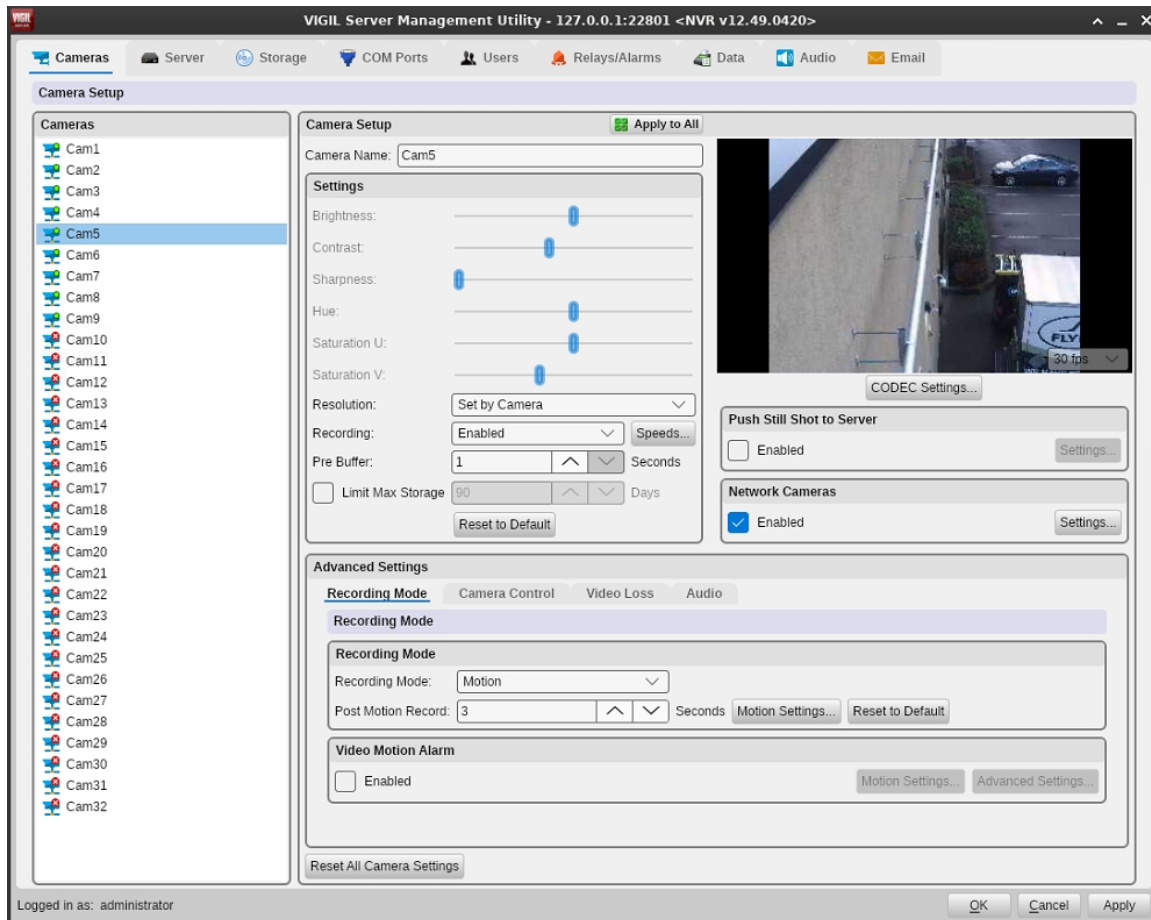 VIGIL
VIGIL Server Management Utility - 127.0.0.1:22801 <NVR v12.49.0420>
Cameras Server Storage COM Ports Users Relays/Alarms Data Audio Email
Camera Setup
Cameras
Cam1
Cam2
Cam3
Cam4
Cam5
Cam6
Cam7
Cam8
Cam9
Cam10
Cam11
Cam12
Cam13
Cam14
Cam15
Cam16
Cam17
Cam18
Cam19
Cam20
Cam21
Cam22
Cam23
Cam24
Cam25
Cam26
Cam27
Cam28
Cam29
Cam30
Cam31
Cam32
Camera Setup Apply to All
Camera Name: Cam5
Settings
Brightness:
Contrast:
Sharpness:
Hue:
Saturation U:
Saturation V:
Resolution: Set by Camera
Recording: Enabled Speeds...
Pre Buffer: 1 Seconds
Limit Max Storage 90 Days
Reset to Default
FLY
30 fps
CODEC Settings...
Push Still Shot to Server
Enabled Settings...
Network Cameras
Enabled Settings...
Advanced Settings
Recording Mode Camera Control Video Loss Audio
Recording Mode
Recording Mode
Recording Mode: Motion
Post Motion Record: 3 Seconds Motion Settings... Reset to Default
Video Motion Alarm
Enabled Motion Settings... Advanced Settings...
Reset All Camera Settings
Logged in as: administrator OK Cancel Apply